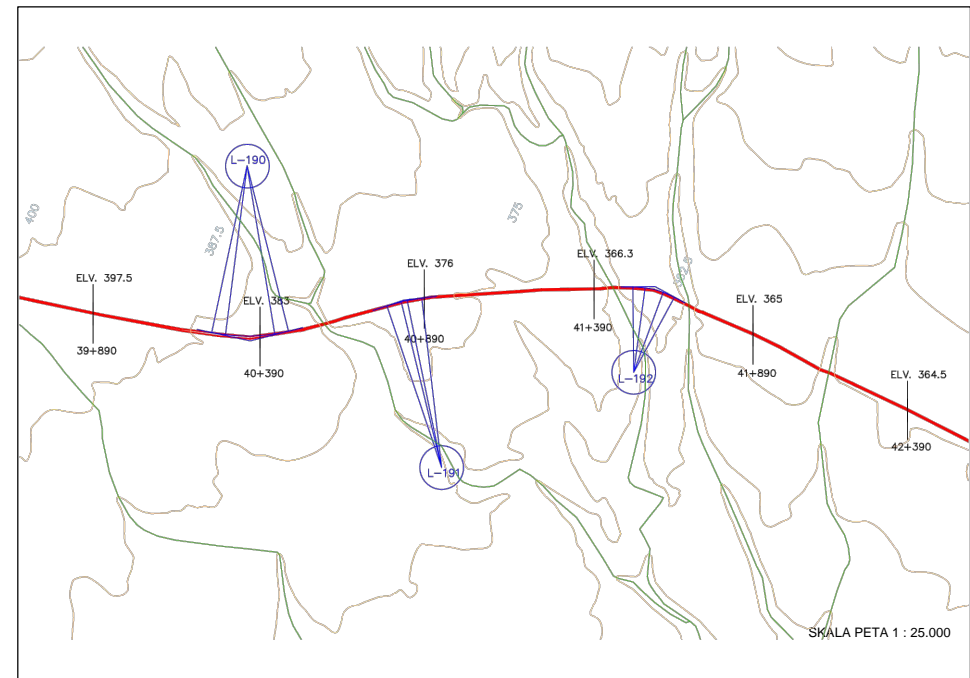 L-190
400
387.5
375
ELV. 376
ELV. 366.3
ELV. 397.5
ELV. 383
ELV. 365
39+890
40+390
40+890
41+390
41+890
ELV. 364.5
L-192
L-191
42+390
SKALA PETA 1 : 25.000